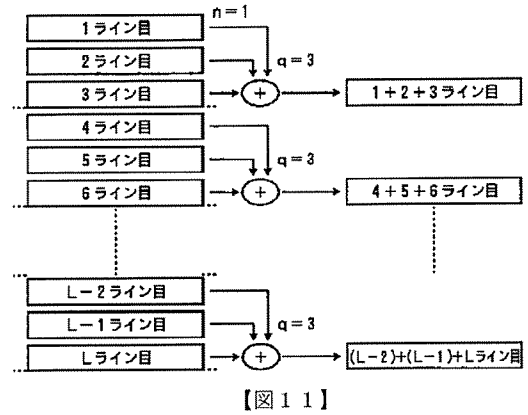 n=1
1ライン目
2ライン目
q=3
3ライン目
1+2+3ライン目
4ライン目
5ライン目
q=3
6ライン目
4+5+6ライン目
L-2ライン目
L-1ライン目
q=3
Lライン目
(L-2)+(L-1)+Lライン目
【図11】